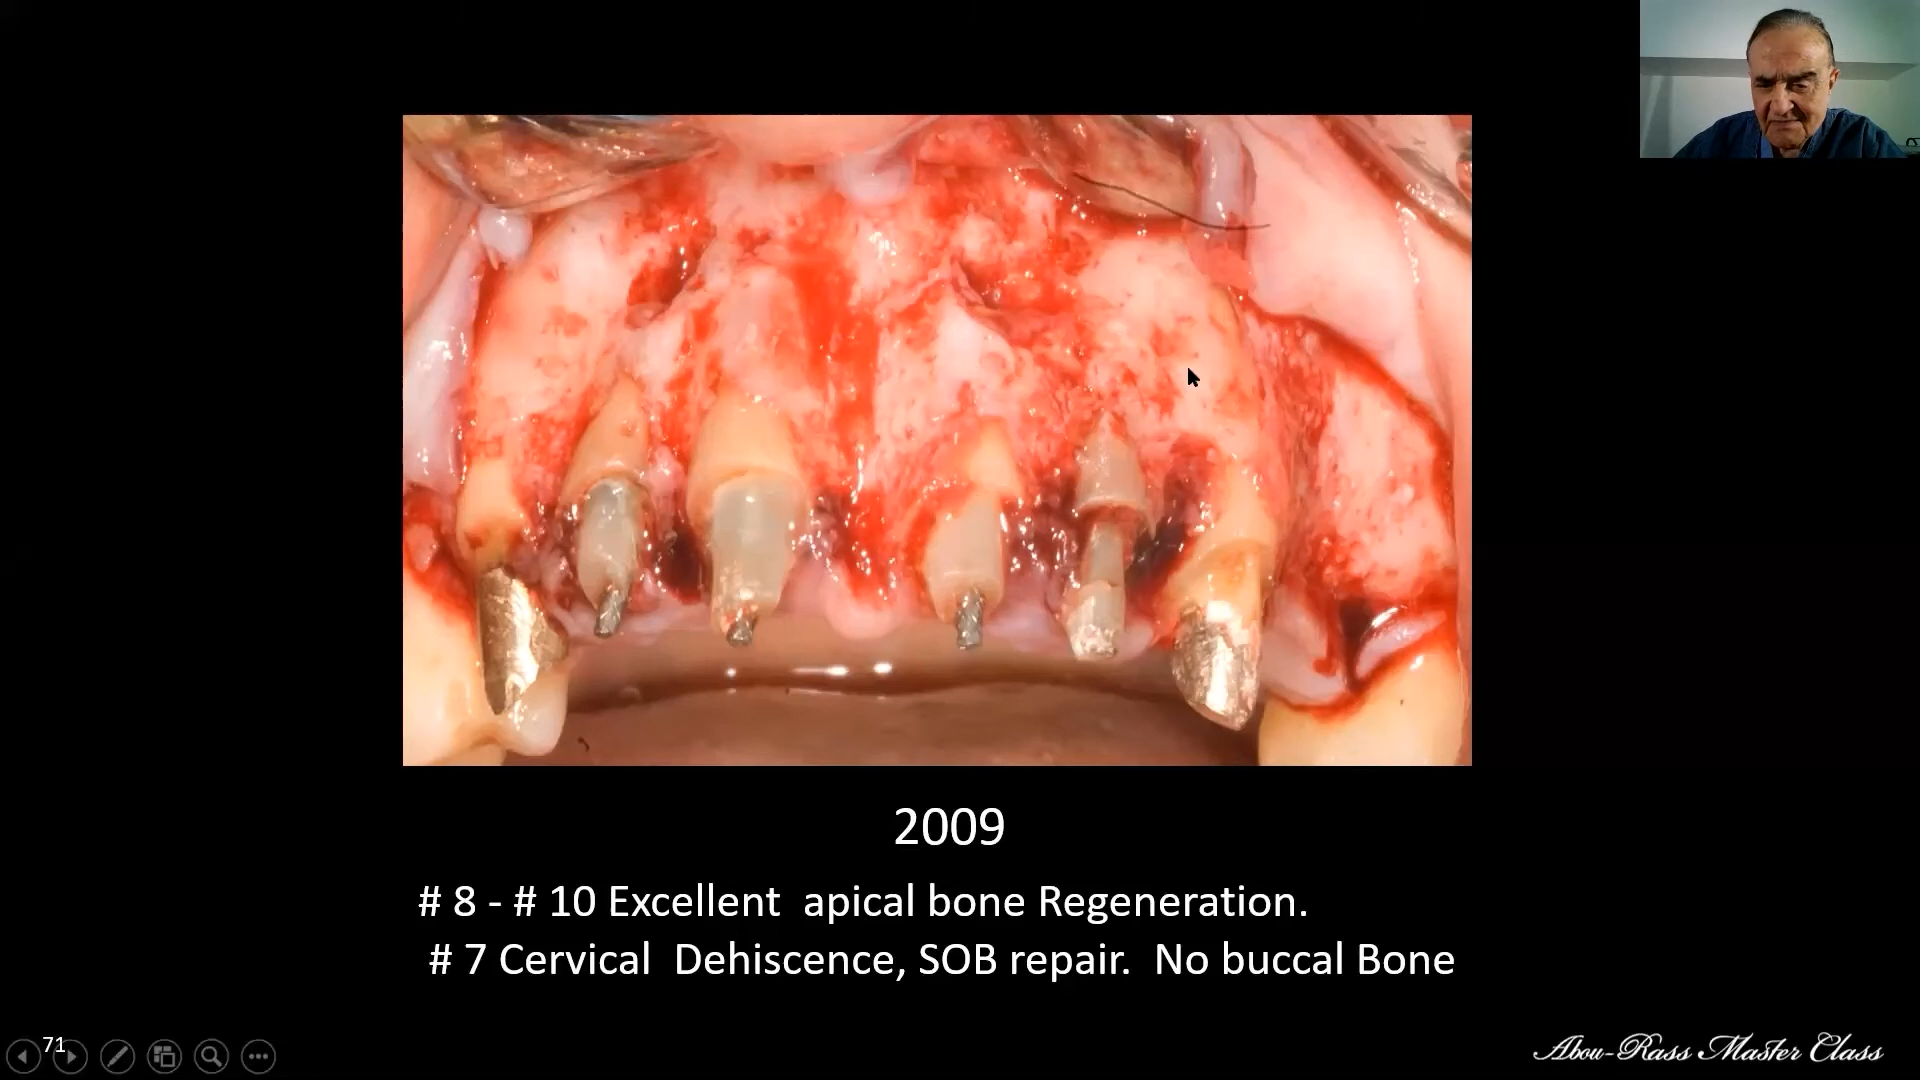 2009
# 8 - # 10 Excellent apical bone Regeneration.
# 7 Cervical Dehiscence, SOB repair. No buccal Bone
71
Abou-Rass Master Class